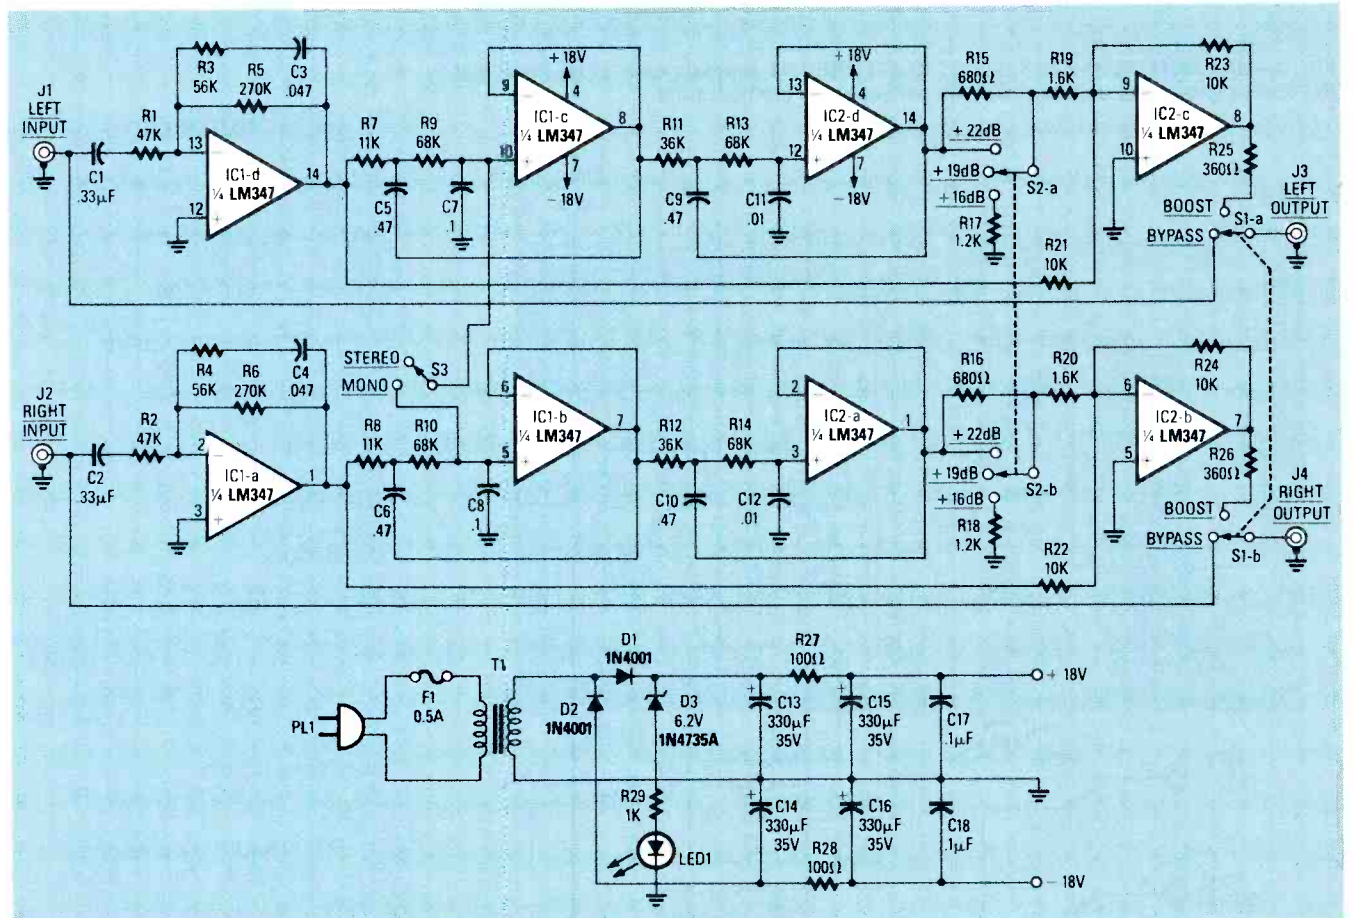 J1
LEFT
INPUT
C1
.33µF
R1
47K
R3
56K
R5
270K
C3
.047
13
12
14
IC1-d
¼ LM347
R7
11K
R9
68K
C5
.47
C7
.1
9
10
8
+18V
4
IC1-c
¼ LM347
7
−18V
R11
36K
R13
68K
C9
.47
C11
.01
13
12
14
+18V
4
IC2-d
¼ LM347
7
−18V
+22dB
+19dB
+16dB
S2-a
R15
680Ω
R19
1.6K
R17
1.2K
R21
10K
9
10
8
IC2-c
¼ LM347
R23
10K
R25
360Ω
BOOST
BYPASS
S1-a
J3
LEFT
OUTPUT
J2
RIGHT
INPUT
C2
.33µF
R2
47K
R4
56K
R6
270K
C4
.047
2
3
1
IC1-a
¼ LM347
STEREO
MONO
S3
R8
11K
R10
68K
C6
.47
C8
.1
6
5
7
IC1-b
¼ LM347
R12
36K
R14
68K
C10
.47
C12
.01
2
3
1
IC2-a
¼ LM347
+22dB
+19dB
+16dB
S2-b
R16
680Ω
R20
1.6K
R18
1.2K
R22
10K
6
5
7
IC2-b
¼ LM347
R24
10K
R26
360Ω
BOOST
BYPASS
S1-b
J4
RIGHT
OUTPUT
PL1
F1
0.5A
T1
D1
1N4001
D2
1N4001
D3
6.2V
1N4735A
R29
1K
LED1
R27
100Ω
R28
100Ω
+ C13
330µF
35V
+ C15
330µF
35V
C17
.1µF
+ C14
330µF
35V
+ C16
330µF
35V
C18
.1µF
+ 18V
− 18V